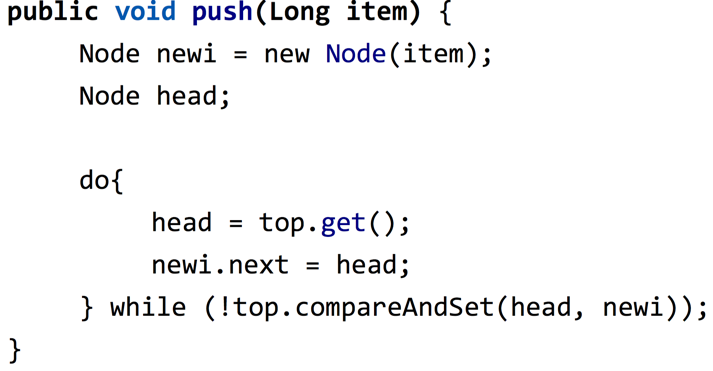 public void push(Long item) {
Node newi = new Node(item);
Node head;
do{
head = top.get();
newi.next = head;
} while (!top.compareAndSet(head, newi));
}